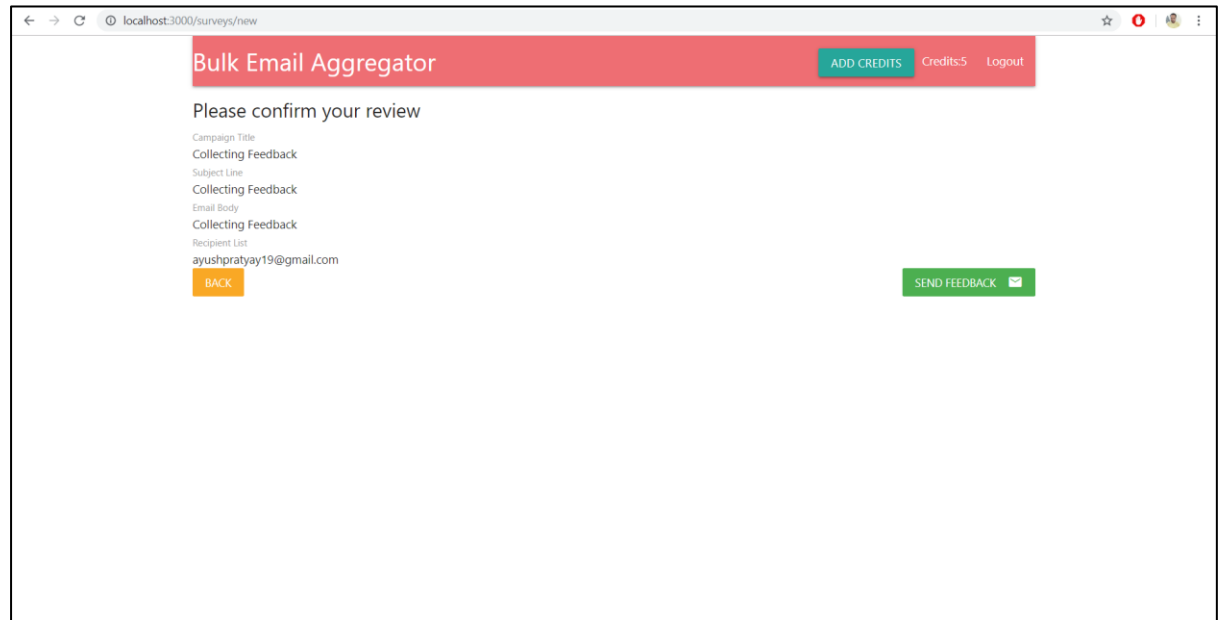 localhost:3000/surveys/new
Bulk Email Aggregator
ADD CREDITS Credits:5 Logout
Please confirm your review
Campaign Title
Collecting Feedback
Subject Line
Collecting Feedback
Email Body
Collecting Feedback
Recipient List
ayushpratyay19@gmail.com
BACK SEND FEEDBACK